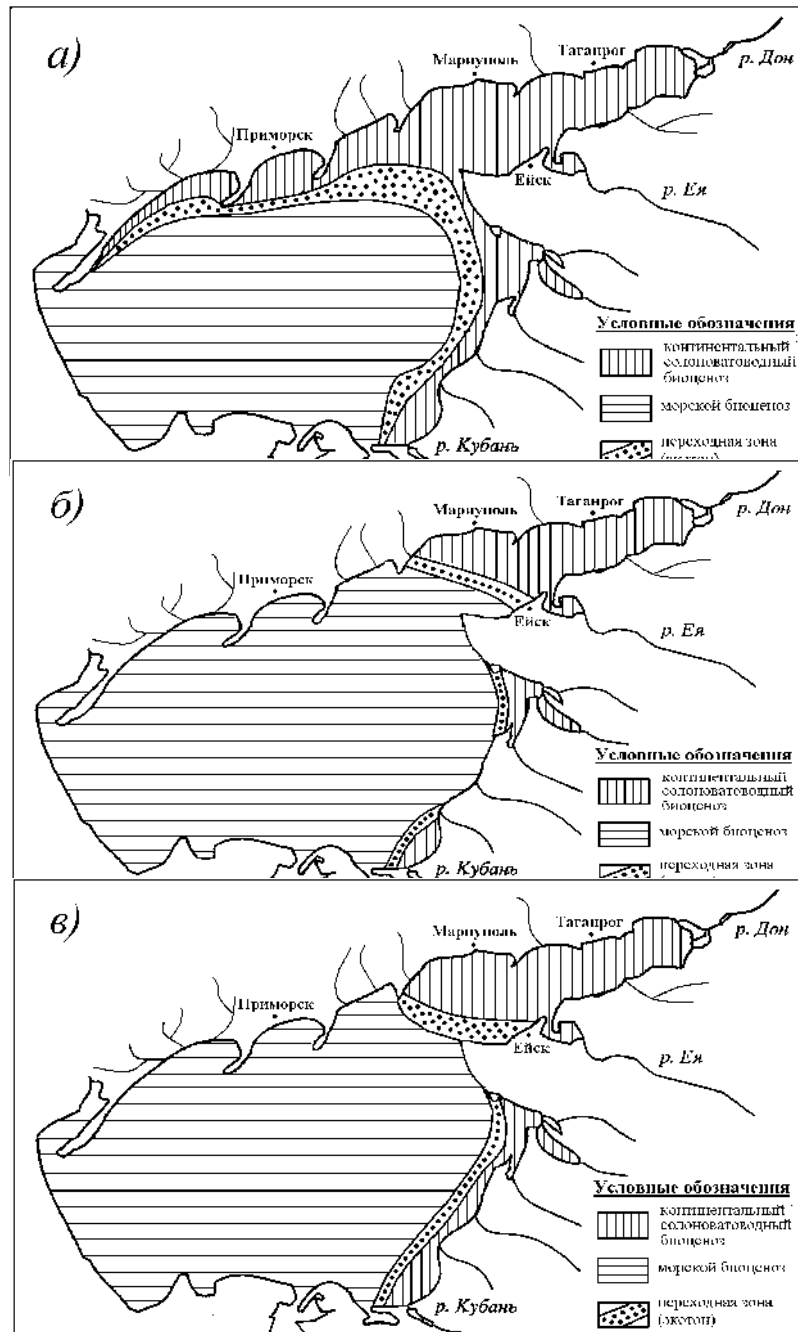 а)
р. Дон
Таганрог
Мариуполь
Приморск
Ейск
р. Ея
Условные обозначения
континентальный
солоноватоводный
биоценоз
морской биоценоз
переходная зона
(экотон)
р. Кубань
б)
р. Дон
Таганрог
Мариуполь
Приморск
Ейск
р. Ея
Условные обозначения
континентальный
солоноватоводный
биоценоз
морской биоценоз
переходная зона
р. Кубань
в)
Таганрог
р. Дон
Мариуполь
Приморск
Ейск
р. Ея
Условные обозначения
континентальный
солоноватоводный
биоценоз
морской биоценоз
переходная зона
(экотон)
р. Кубань